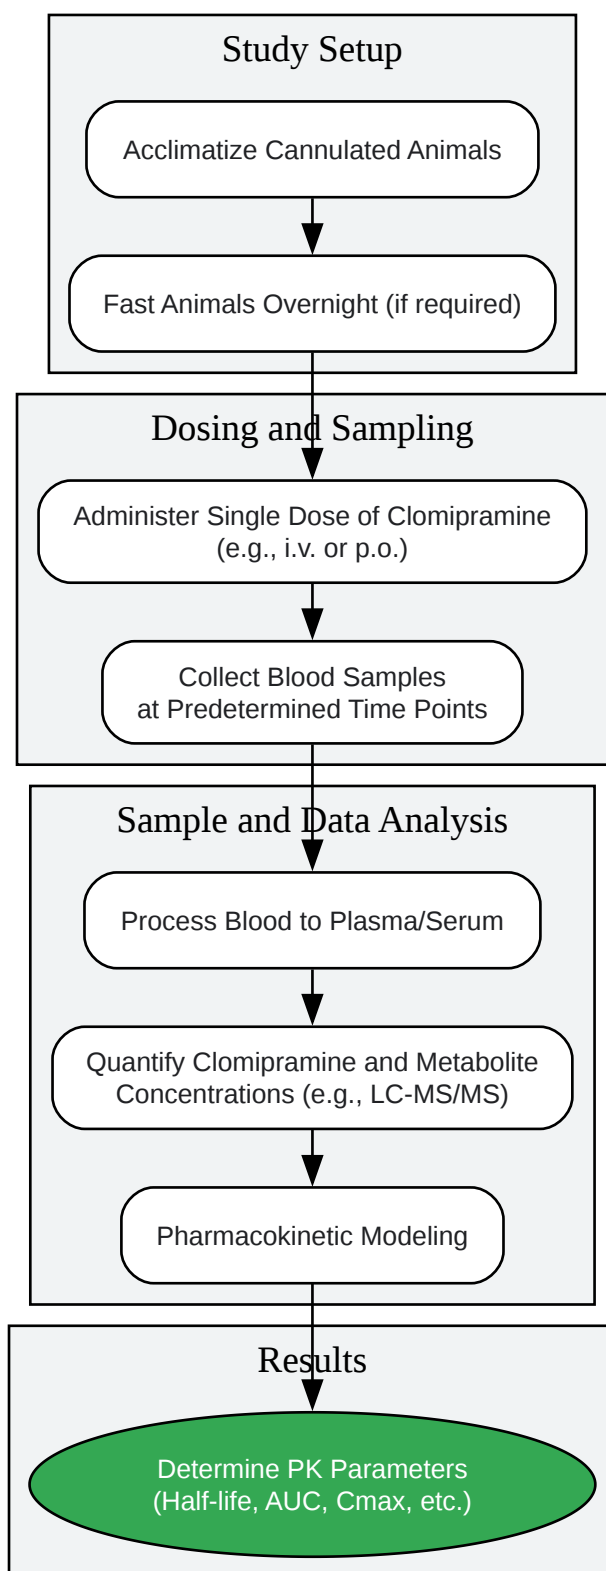 Study Setup
Acclimatize Cannulated Animals
Fast Animals Overnight (if required)
Dosing and Sampling
Administer Single Dose of Clomipramine
(e.g., i.v. or p.o.)
Collect Blood Samples
at Predetermined Time Points
Sample and Data Analysis
Process Blood to Plasma/Serum
Quantify Clomipramine and Metabolite
Concentrations (e.g., LC-MS/MS)
Pharmacokinetic Modeling
Results
Determine PK Parameters
(Half-life, AUC, Cmax, etc.)